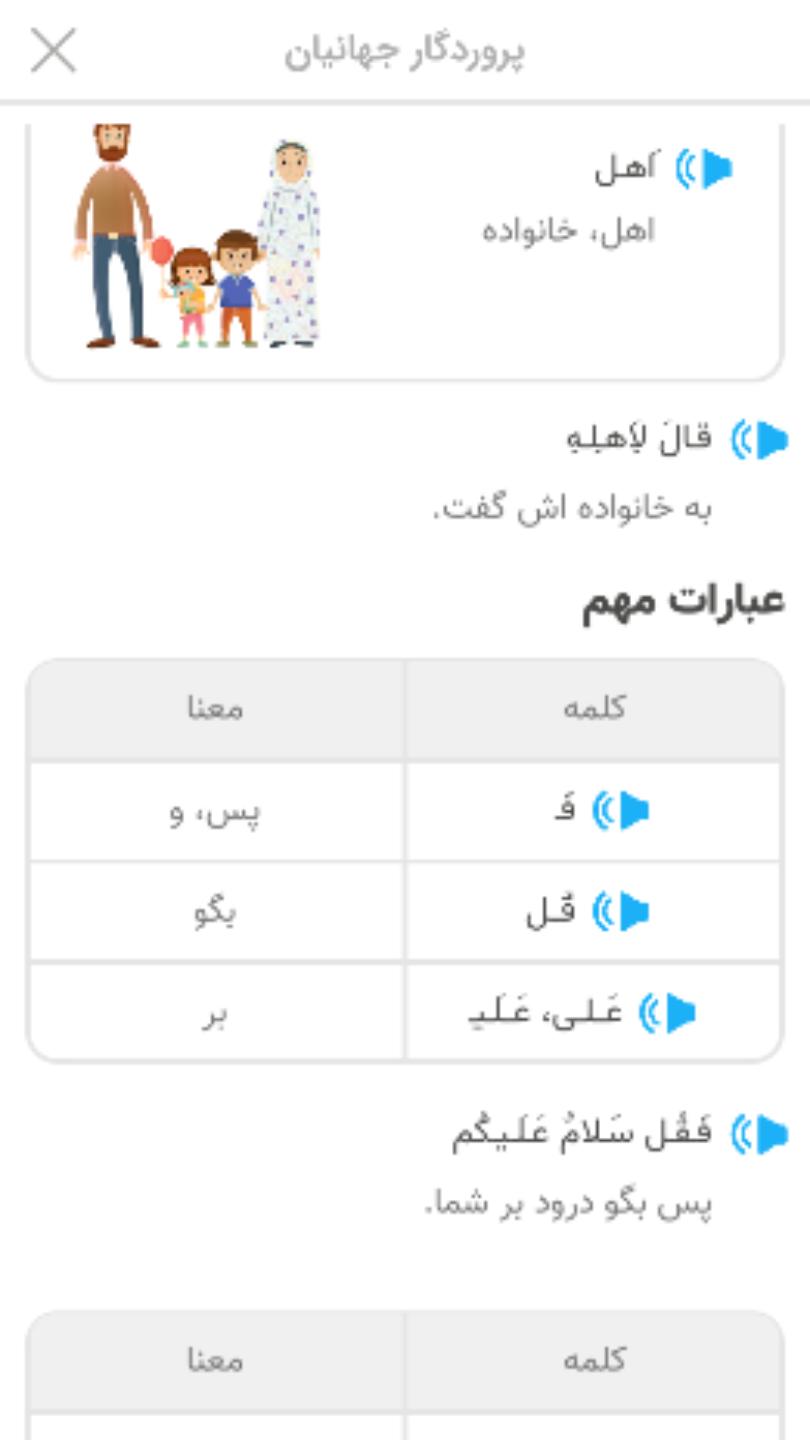 پروردگار جهانیان
اَهل
اهل، خانواده
قالَ لِاَهلِهِ
به خانواده اش گفت.
عبارات مهم
کلمه معنا
فَـ پس، و
قُل بگو
عَلی، عَلَیـ بر
فَقُل سَلامٌ عَلَیکُم
پس بگو درود بر شما.
کلمه معنا